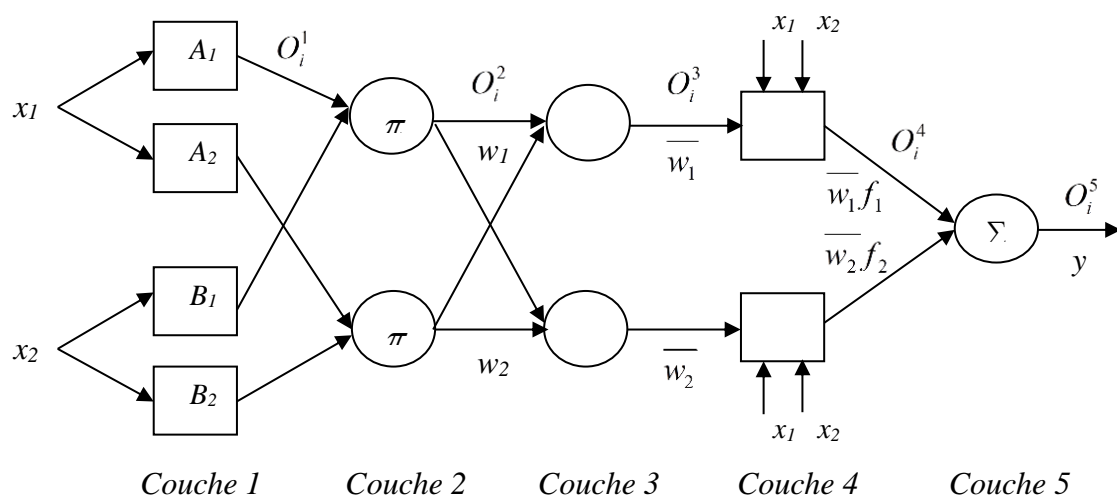 x₁ x₂
A₁ O_i^1
x₁
π O_i^2 O_i^3
A₂ w₁ w̅₁ O_i^4
w̅₁f₁
Σ O_i^5
w̅₂f₂ y
B₁
x₂ π
w₂ w̅₂
B₂
x₁ x₂
Couche 1 Couche 2 Couche 3 Couche 4 Couche 5